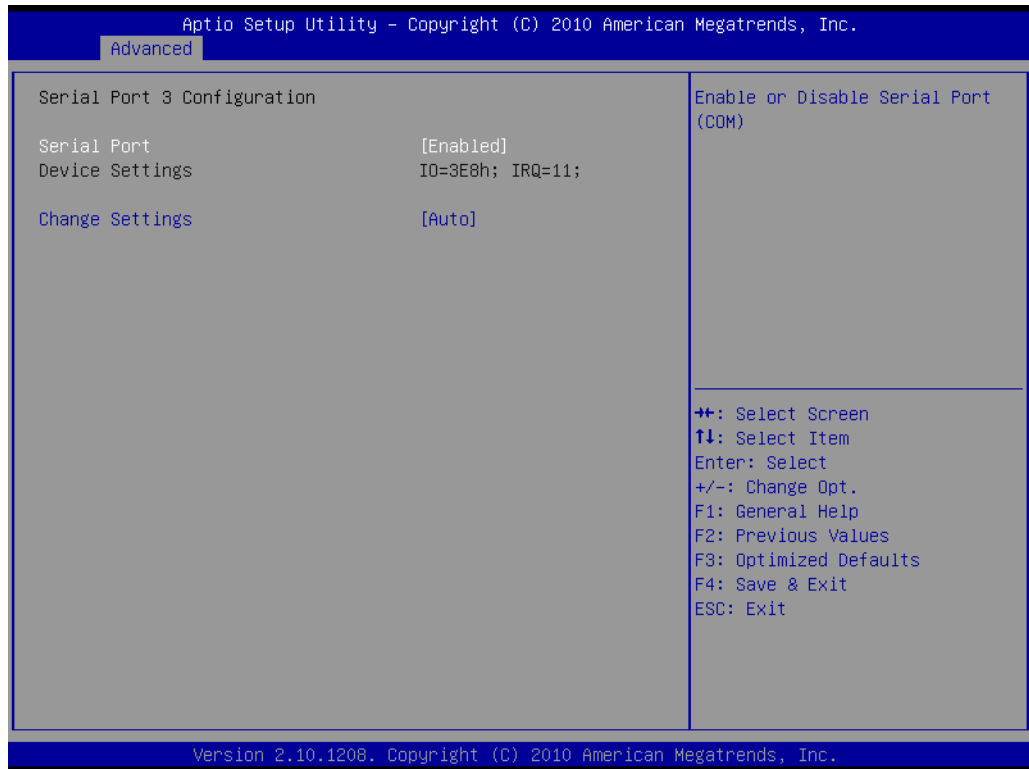 Aptio Setup Utility – Copyright (C) 2010 American Megatrends, Inc.
Advanced
Serial Port 3 Configuration
Serial Port [Enabled]
Device Settings IO=3E8h; IRQ=11;
Change Settings [Auto]
Enable or Disable Serial Port
(COM)
→←: Select Screen
↑↓: Select Item
Enter: Select
+/-: Change Opt.
F1: General Help
F2: Previous Values
F3: Optimized Defaults
F4: Save & Exit
ESC: Exit
Version 2.10.1208. Copyright (C) 2010 American Megatrends, Inc.